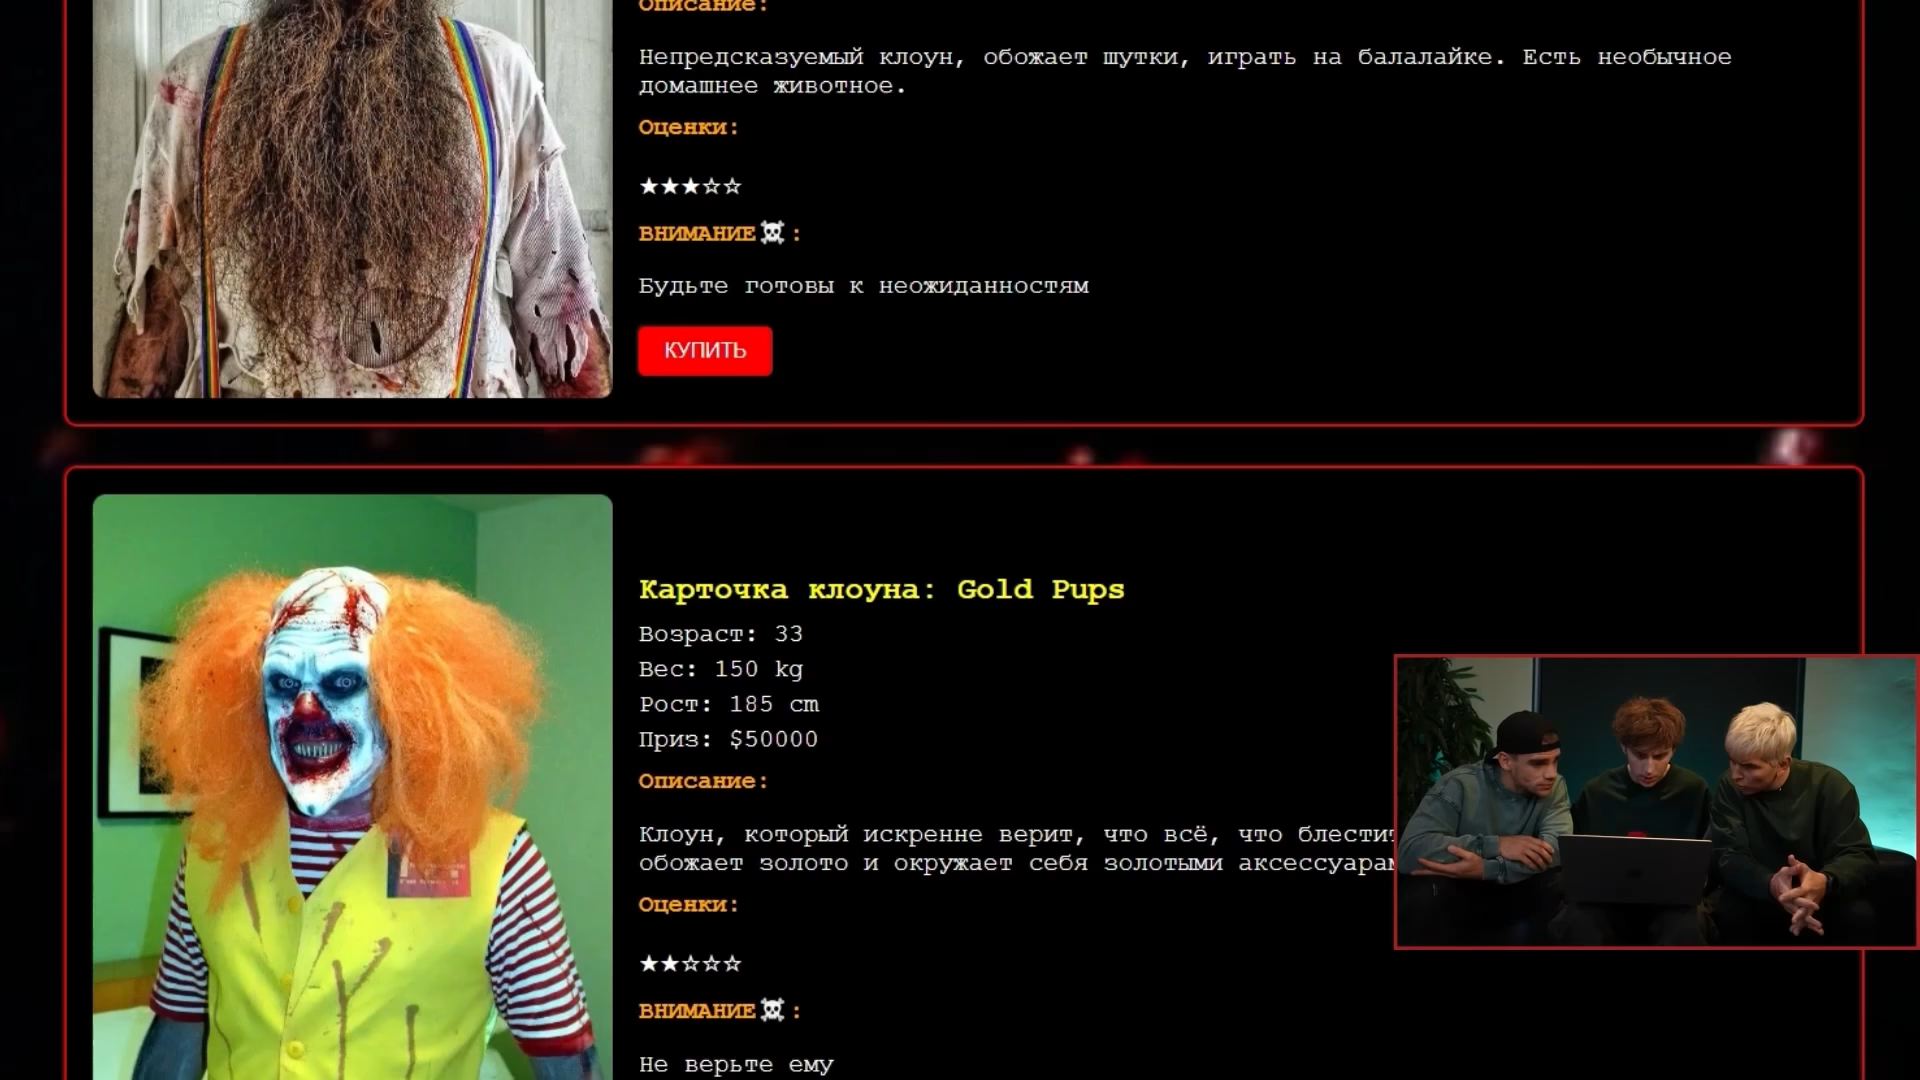 Описание:
Непредсказуемый клоун, обожает шутки, играть на балалайке. Есть необычное
домашнее животное.
Оценки:
★★★☆☆
ВНИМАНИЕ☠:
Будьте готовы к неожиданностям
КУПИТЬ
Карточка клоуна: Gold Pups
Возраст: 33
Вес: 150 kg
Рост: 185 cm
Приз: $50000
Описание:
Клоун, который искренне верит, что всё, что блестит
обожает золото и окружает себя золотыми
Оценки:
★★☆☆☆
ВНИМАНИЕ☠:
Не верьте ему